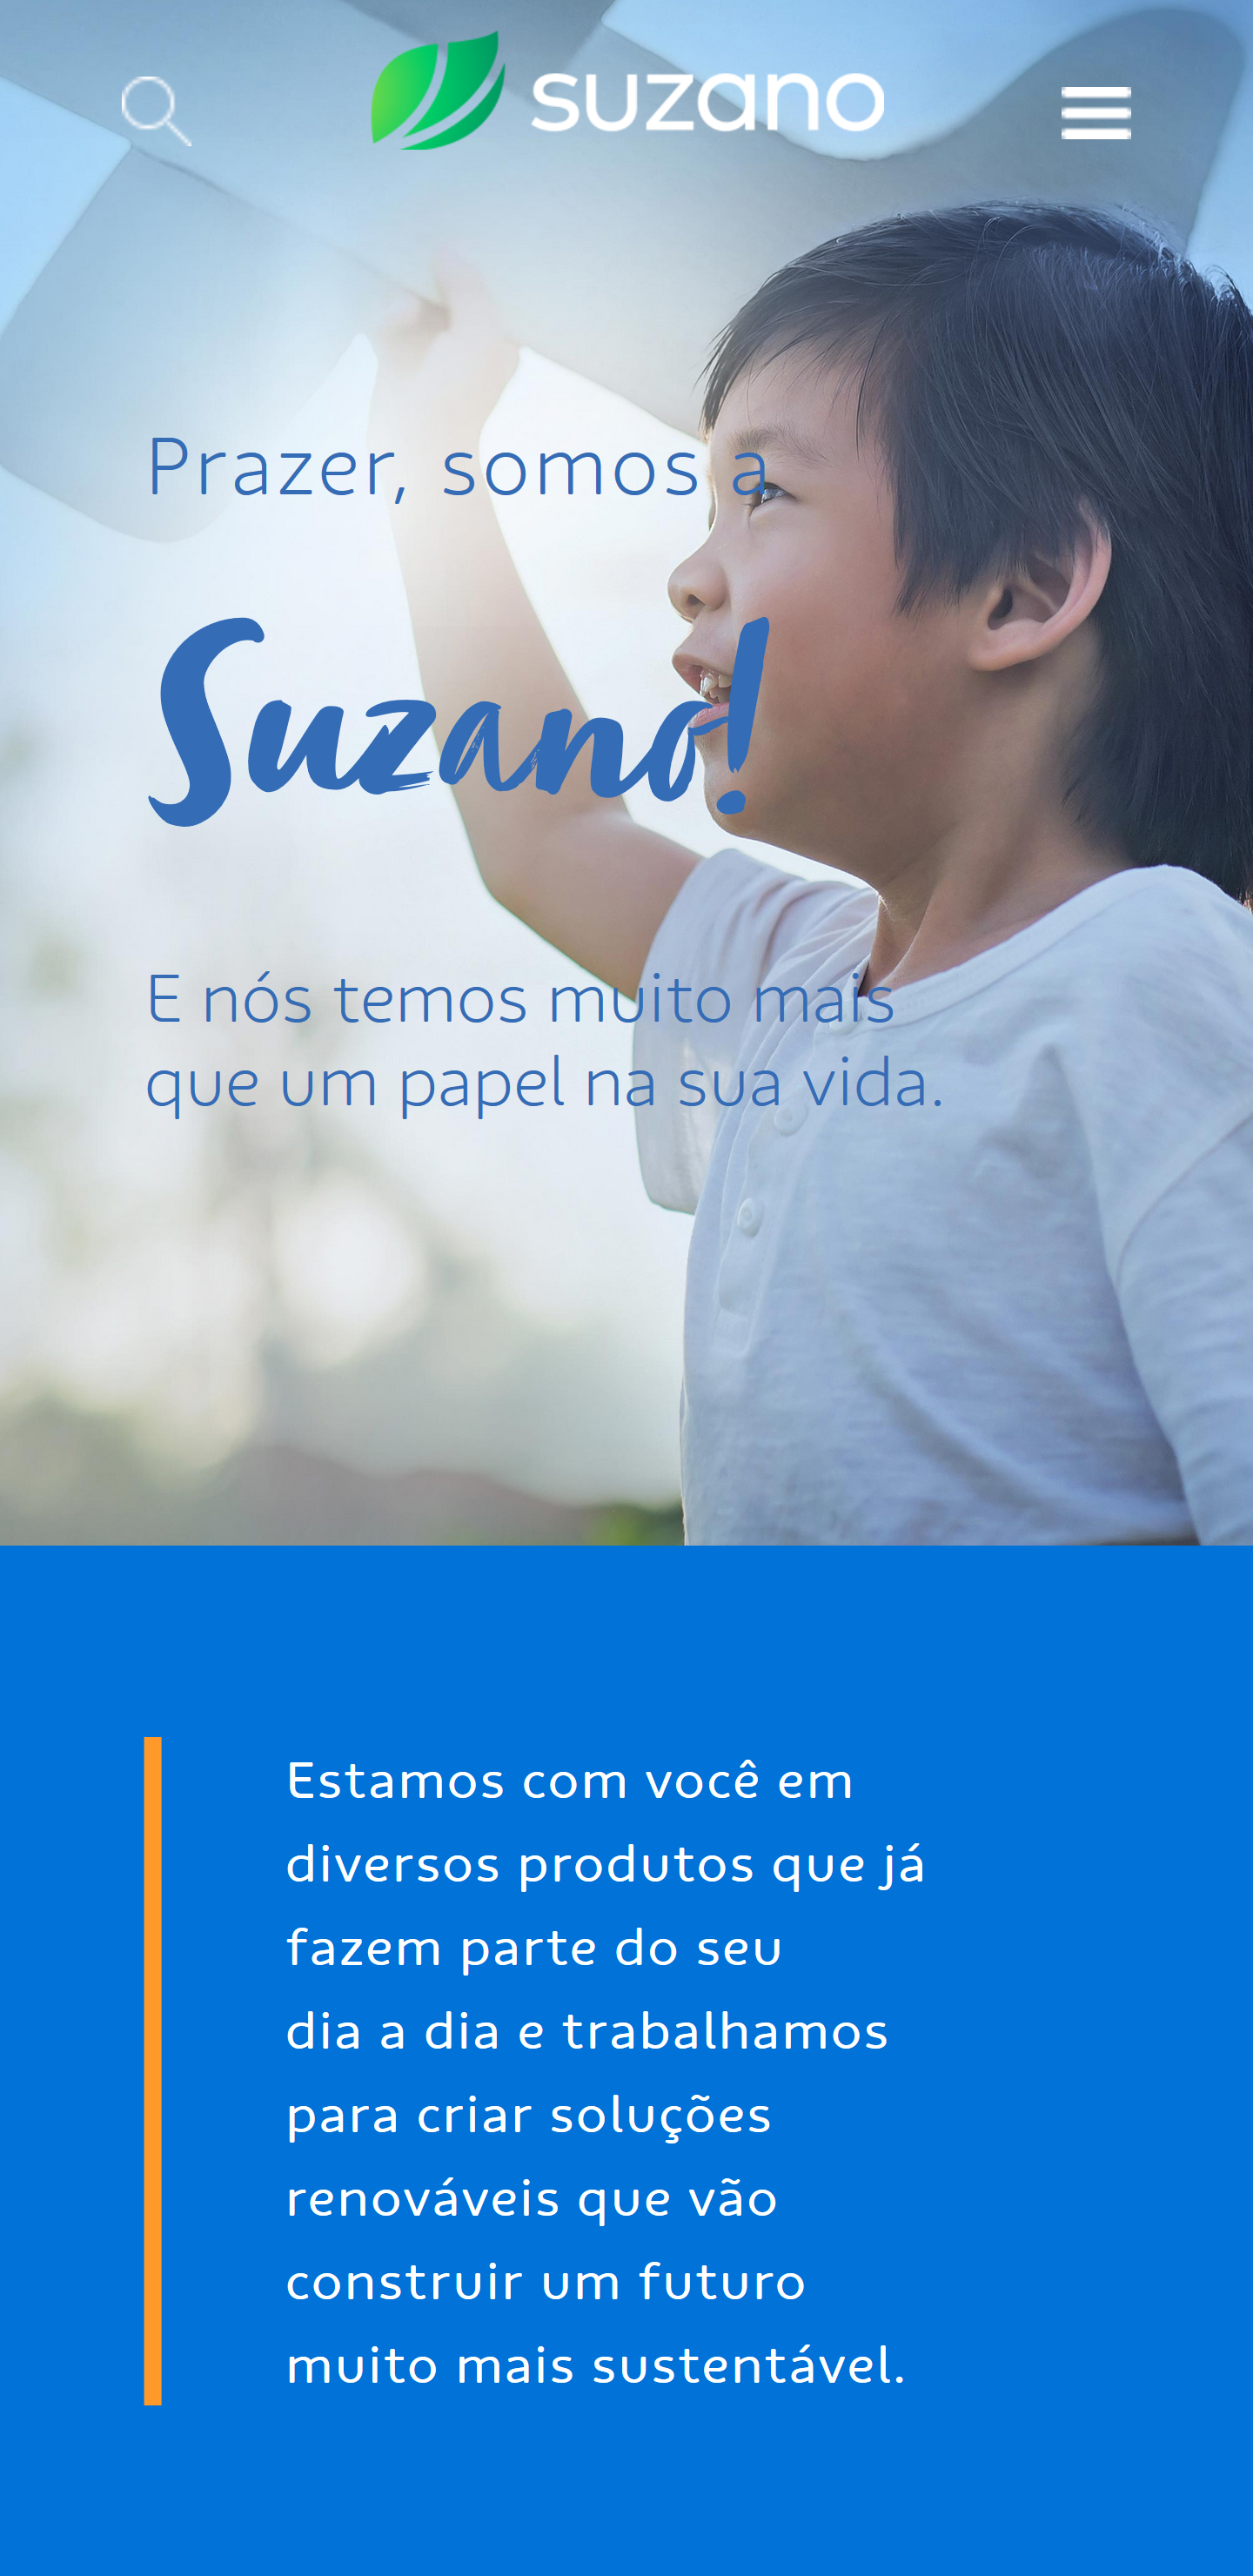 suzano
Prazer, somos a
Suzano!
E nós temos muito mais
que um papel na sua vida.
Estamos com você em
diversos produtos que já
fazem parte do seu
dia a dia e trabalhamos
para criar soluções
renováveis que vão
construir um futuro
muito mais sustentável.